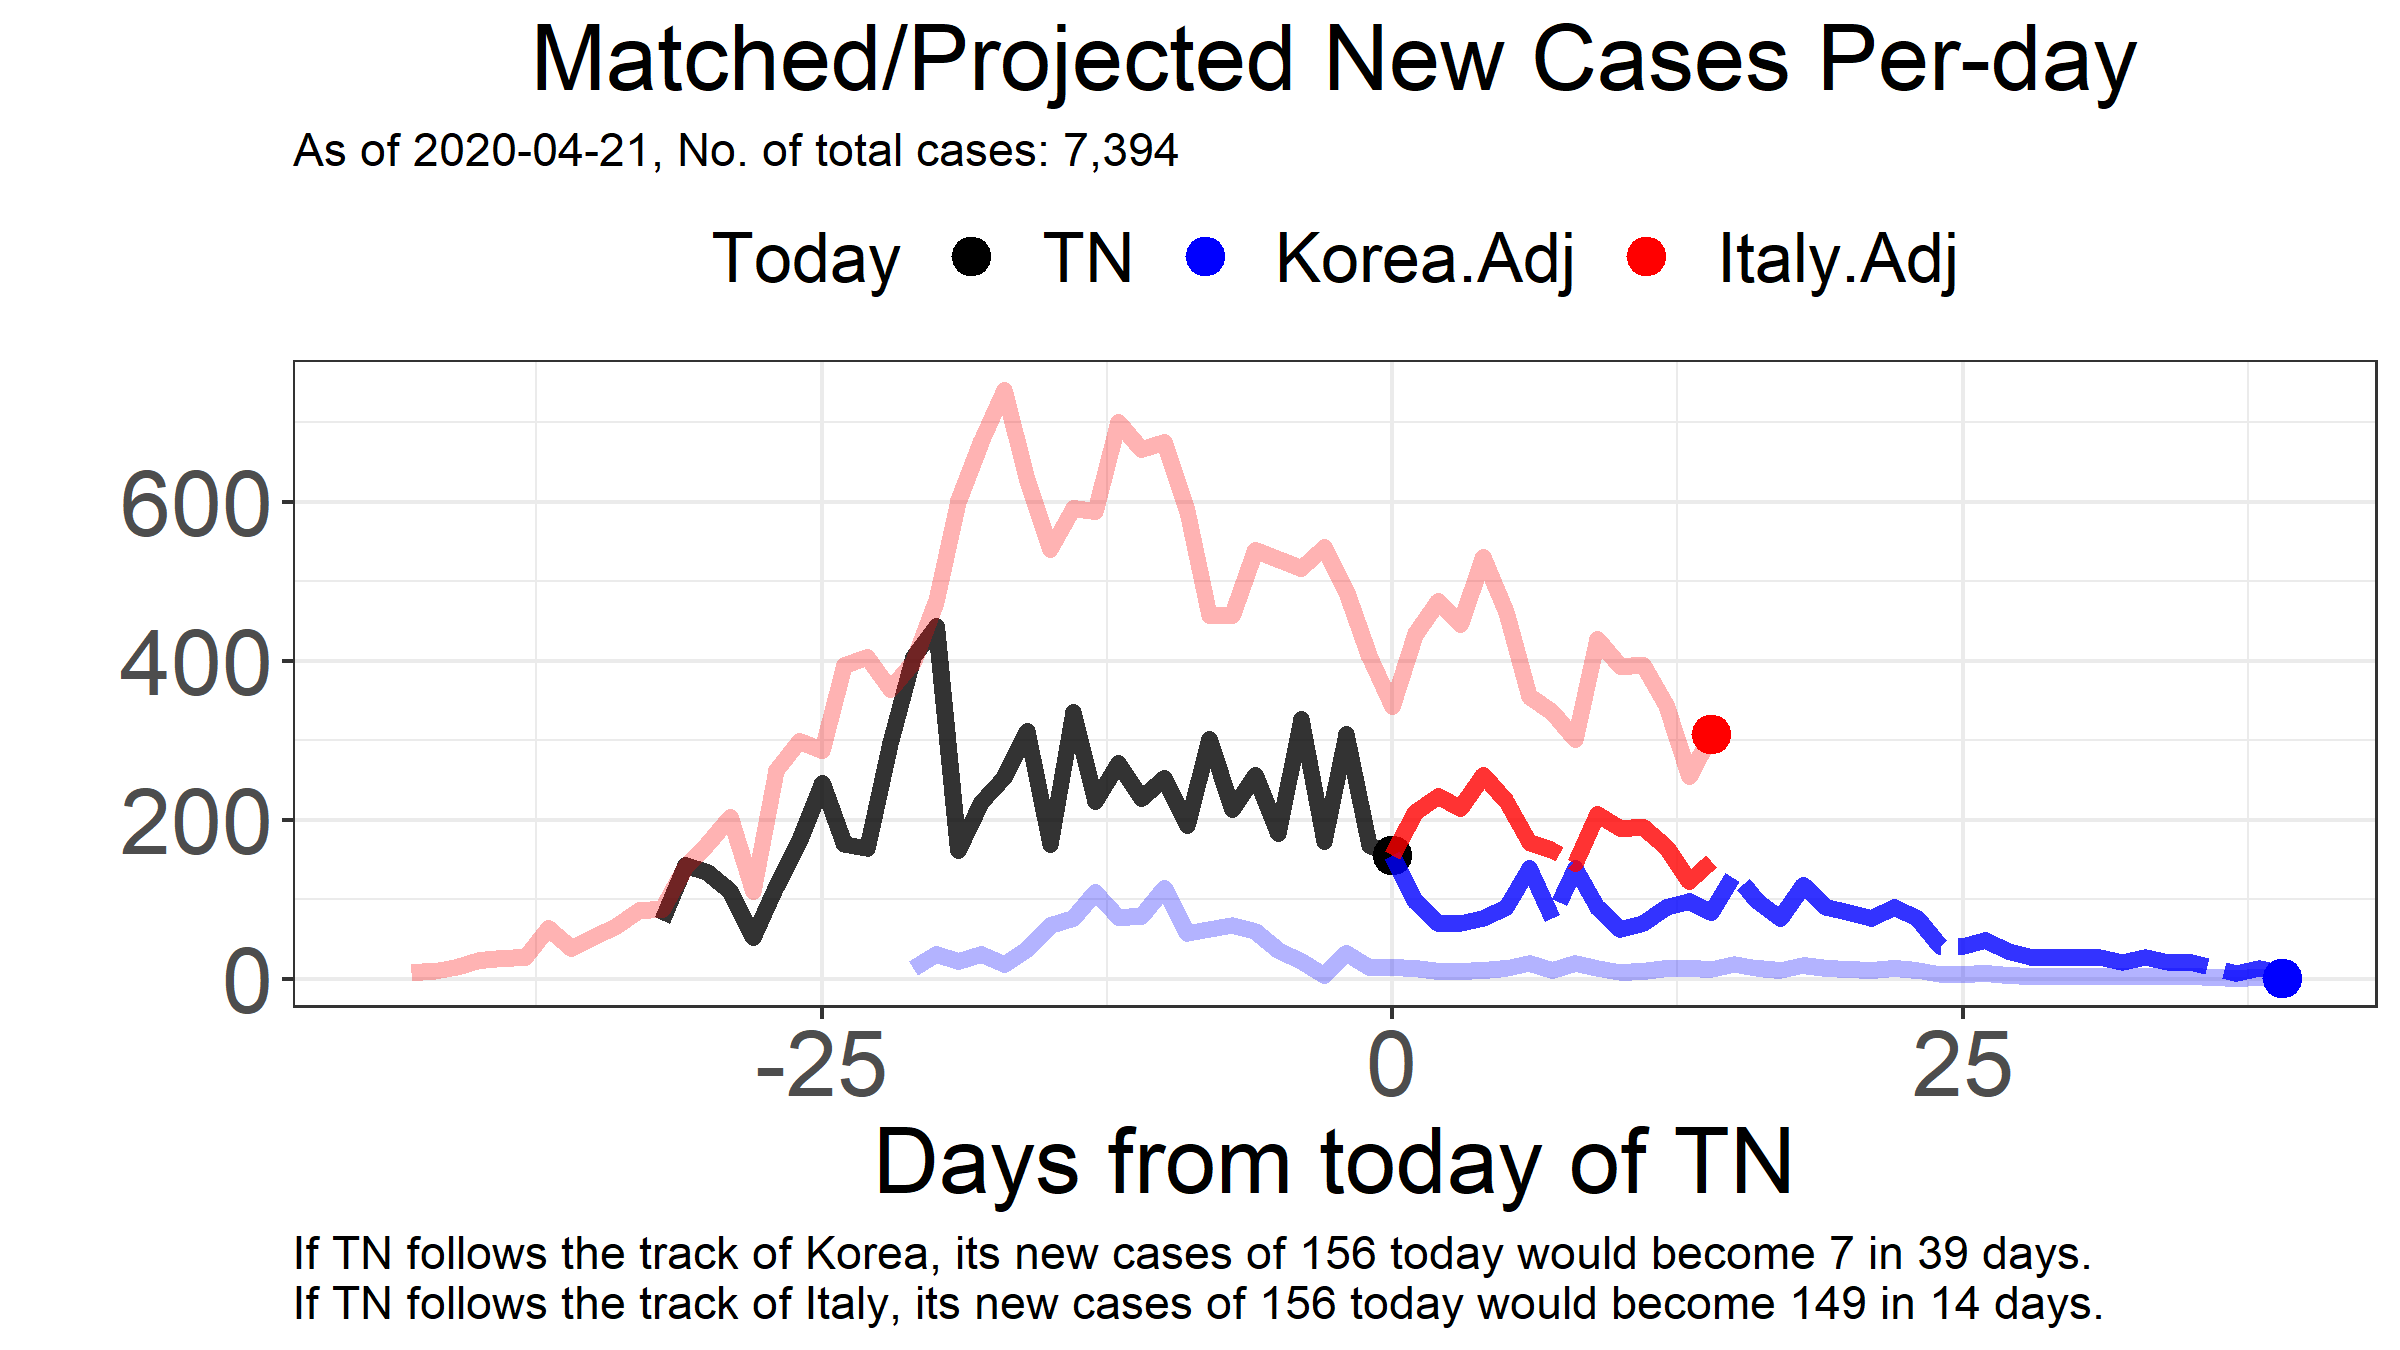 Matched/Projected New Cases Per-day
As of 2020-04-21, No. of total cases: 7,394
Today TN Korea.Adj Italy.Adj
600
400
200
0
-25 0 25
Days from today of TN
If TN follows the track of Korea, its new cases of 156 today would become 7 in 39 days.
If TN follows the track of Italy, its new cases of 156 today would become 149 in 14 days.